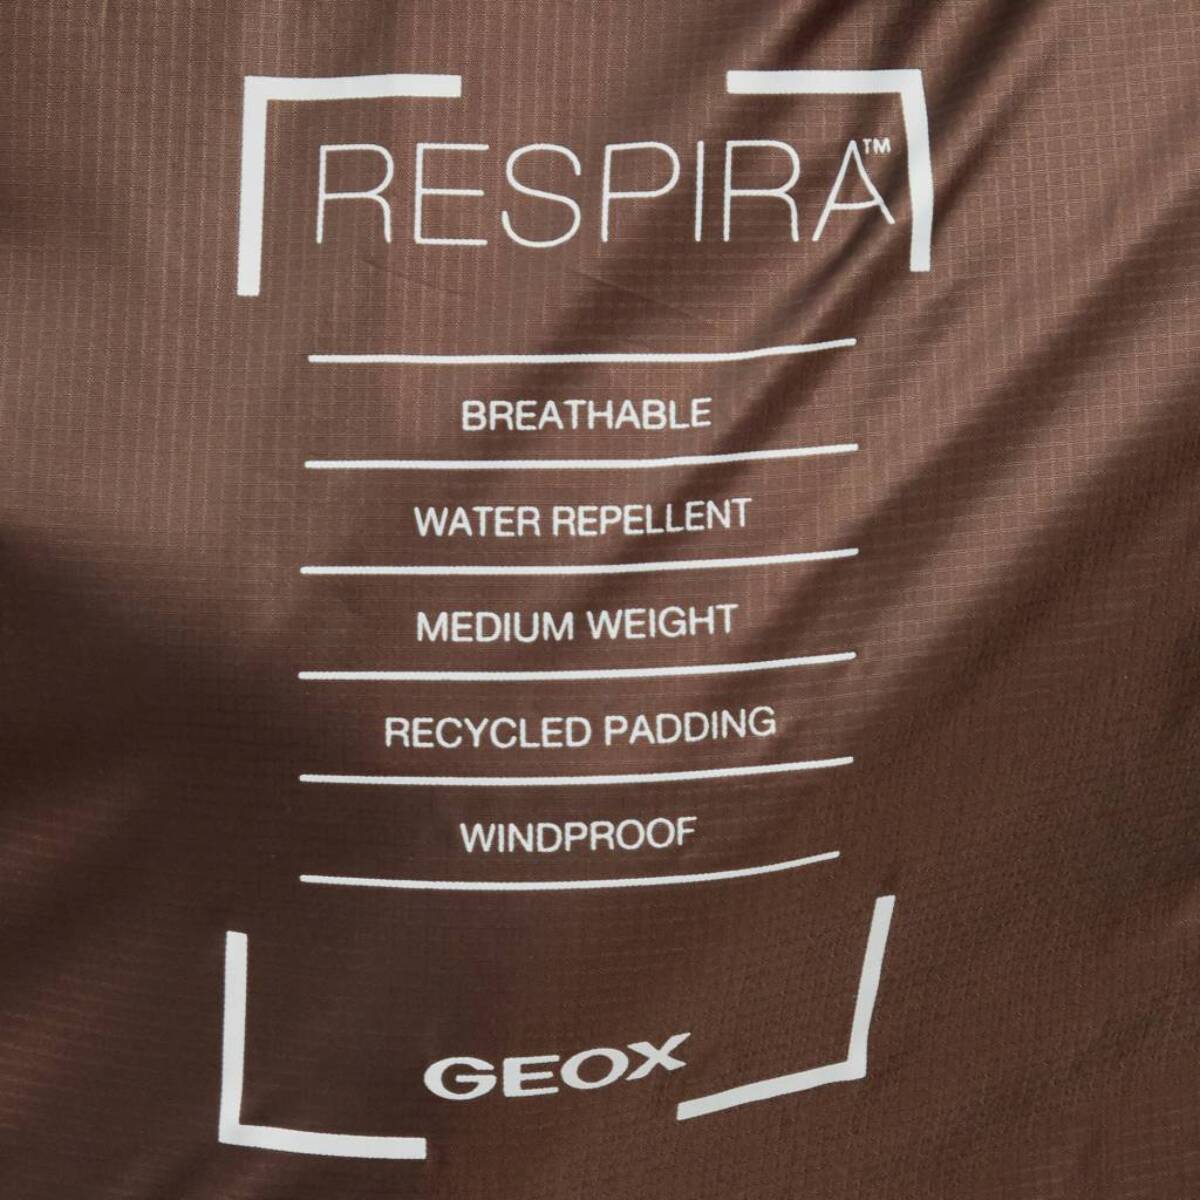 RESPIRA™
BREATHABLE
WATER REPELLENT
MEDIUM WEIGHT
RECYCLED PADDING
WINDPROOF
GEOX